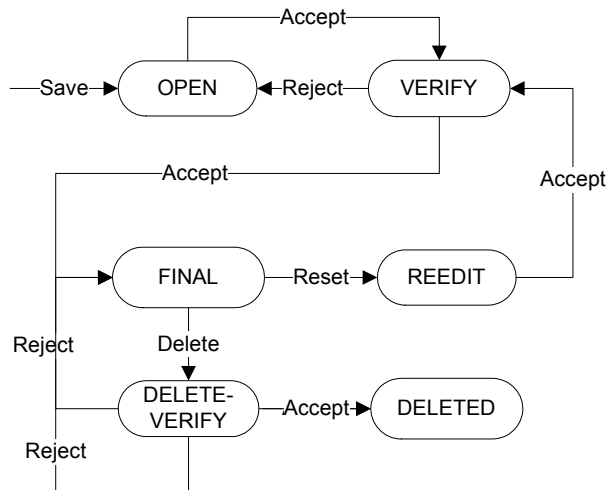 Accept
Save
OPEN
Reject
VERIFY
Accept
Accept
FINAL
Reset
REEDIT
Reject
Delete
DELETE-
VERIFY
Accept
DELETED
Reject